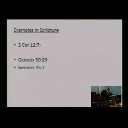 Examples in Scripture
• 2 Cor 12:7-
• Genesis 50:20